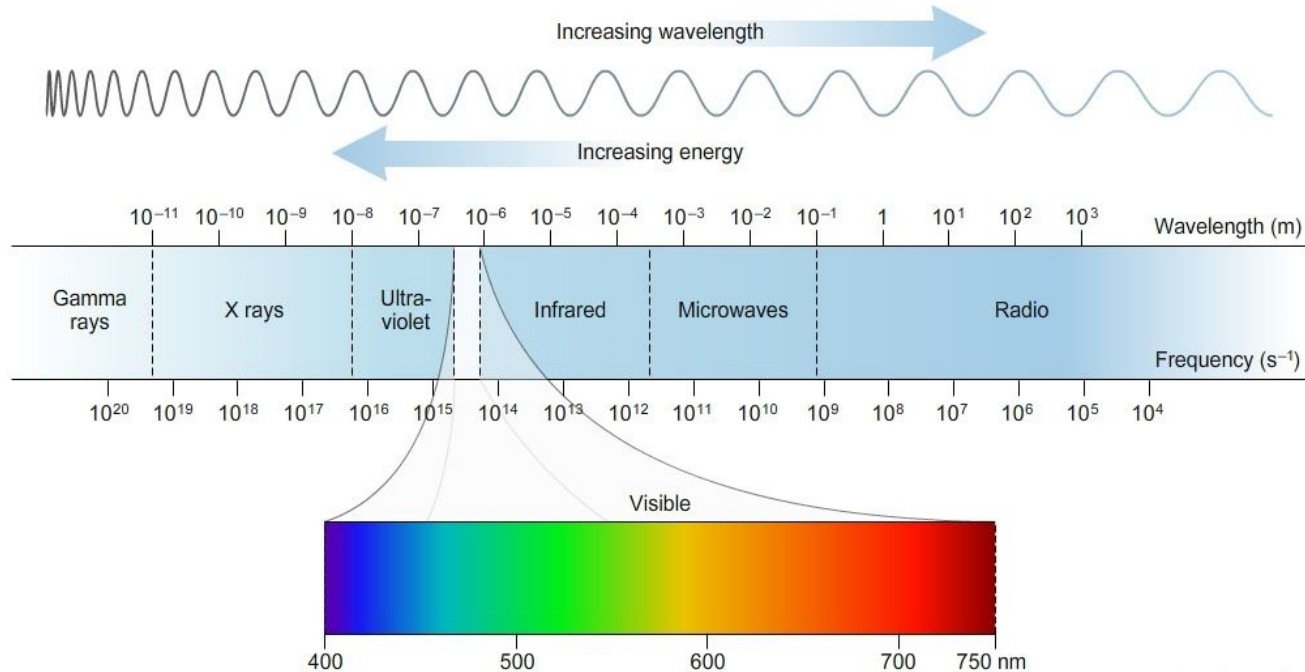 Increasing wavelength
Increasing energy
10⁻¹¹ 10⁻¹⁰ 10⁻⁹ 10⁻⁸ 10⁻⁷ 10⁻⁶ 10⁻⁵ 10⁻⁴ 10⁻³ 10⁻² 10⁻¹ 1 10¹ 10² 10³ Wavelength (m)
Gamma
rays
X rays
Ultra-
violet
Infrared
Microwaves
Radio
Frequency (s⁻¹)
10²⁰ 10¹⁹ 10¹⁸ 10¹⁷ 10¹⁶ 10¹⁵ 10¹⁴ 10¹³ 10¹² 10¹¹ 10¹⁰ 10⁹ 10⁸ 10⁷ 10⁶ 10⁵ 10⁴
Visible
400 500 600 700 750 nm